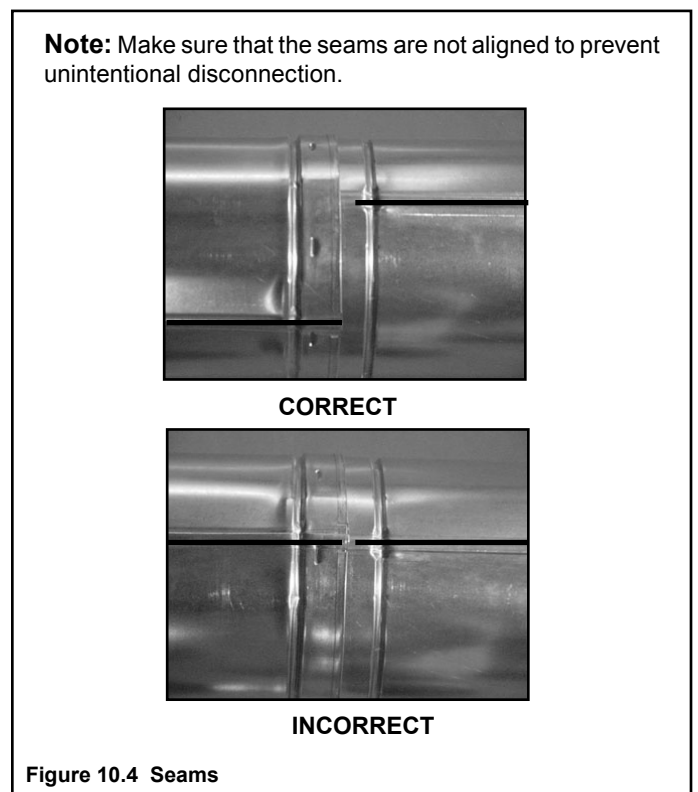 Note: Make sure that the seams are not aligned to prevent
unintentional disconnection.
CORRECT
INCORRECT
Figure 10.4  Seams